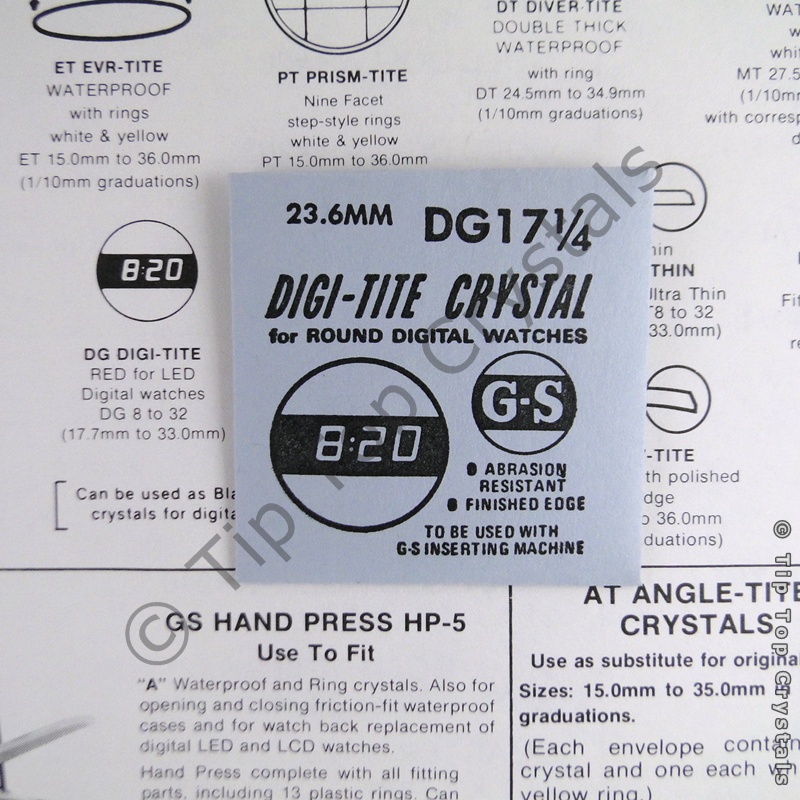 ET EVR-TITE
WATERPROOF
with rings
white & yellow
ET 15.0mm to 36.0mm
(1/10mm graduations)
PT PRISM-TITE
Nine Facet
step-style rings
white & yellow
PT 15.0mm to 36.0mm
DT DIVER-TITE
DOUBLE THICK
WATERPROOF
with ring
DT 24.5mm to 34.9mm
(1/10mm graduations)
MT 27.5
(1/10m
with corresp
8:20
DG DIGI-TITE
RED for LED
Digital watches
DG 8 to 32
(17.7mm to 33.0mm)
Can be used as Bla
crystals for digita
23.6MM DG17¼
DIGI-TITE CRYSTAL
for ROUND DIGITAL WATCHES
8:20
G-S
• ABRASION
RESISTANT
• FINISHED EDGE
TO BE USED WITH
G-S INSERTING MACHINE
THIN
Ultra Thin
8 to 32
33.0mm)
-TITE
th polished
dge
36.0mm
duations)
GS HAND PRESS HP-5
Use To Fit
"A" Waterproof and Ring crystals. Also for
opening and closing friction-fit waterproof
cases and for watch back replacement of
digital LED and LCD watches.
Hand Press complete with all fitting
parts, including 13 plastic rings. Can
AT ANGLE-TITE
CRYSTALS
Use as substitute for origina
Sizes: 15.0mm to 35.0mm
graduations.
(Each envelope contain
crystal and one each w
yellow ring.)
© Tip Top Crystals
© Tip Top Crystals